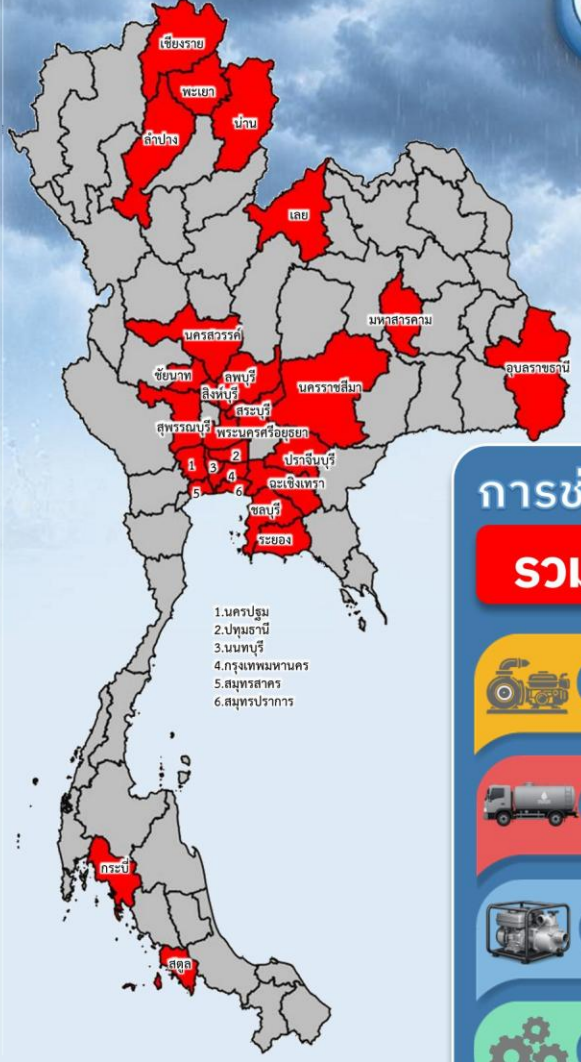 เชียงราย
พะเยา
น่าน
ลำปาง
เลย
มหาสารคาม
นครสวรรค์
อุบลราชธานี
ชัยนาท
ลพบุรี
นครราชสีมา
สิงห์บุรี
สระบุรี
สุพรรณบุรี
พระนครศรีอยุธยา
ปราจีนบุรี
1
2
3
4
ฉะเชิงเทรา
5
6
ชลบุรี
ระยอง
1.นครปฐม
2.ปทุมธานี
3.นนทบุรี
4.กรุงเทพมหานคร
5.สมุทรสาคร
6.สมุทรปราการ
กระบี่
สตูล
การช่
รวม